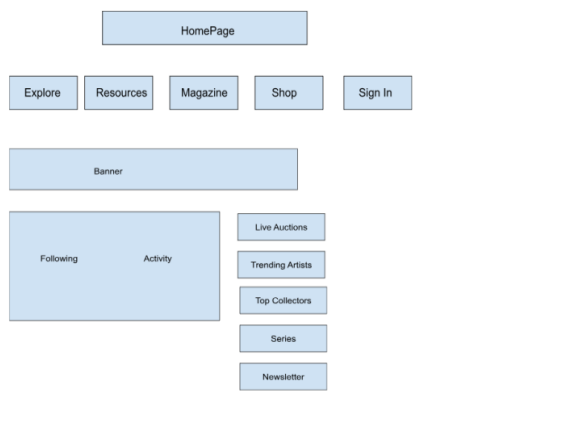 HomePage
Explore
Resources
Magazine
Shop
Sign In
Banner
Following
Activity
Live Auctions
Trending Artists
Top Collectors
Series
Newsletter